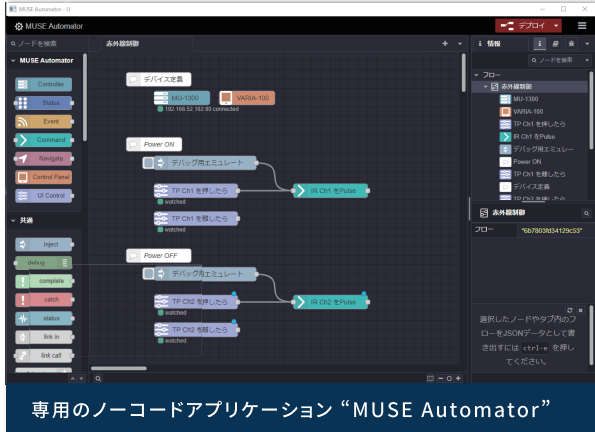 MUSE Automator - U
MUSE Automator
デプロイ
ノードを検索
MUSE Automator
Controller
Status
Event
Command
Navigate
Control Panel
UI Control
共通
inject
debug
complete
catch
status
link in
link call
赤外線制御
デバイス定義
MU-1300
VARIA-100
192.168.52.102:80 connected
Power ON
デバッグ用エミュレート
TP Ch1 を押したら
IR Ch1 をPulse
watched
TP Ch1 を離したら
watched
Power OFF
デバッグ用エミュレート
TP Ch2 を押したら
IR Ch2 をPulse
watched
TP Ch2 を離したら
watched
情報
ノードを検索
フロー
赤外線制御
MU-1300
VARIA-100
TP Ch1 を押したら
IR Ch1 をPulse
デバッグ用エミュレー
Power ON
TP Ch1 を離したら
デバイス定義
TP Ch2 を押したら
赤外線制御
フロー "6b7803fd34129c53"
選択したノードやタブ内のフ
ローをJSONデータとして書
き出すには ctrl-e を押し
てください。
専用のノーコードアプリケーション “MUSE Automator”